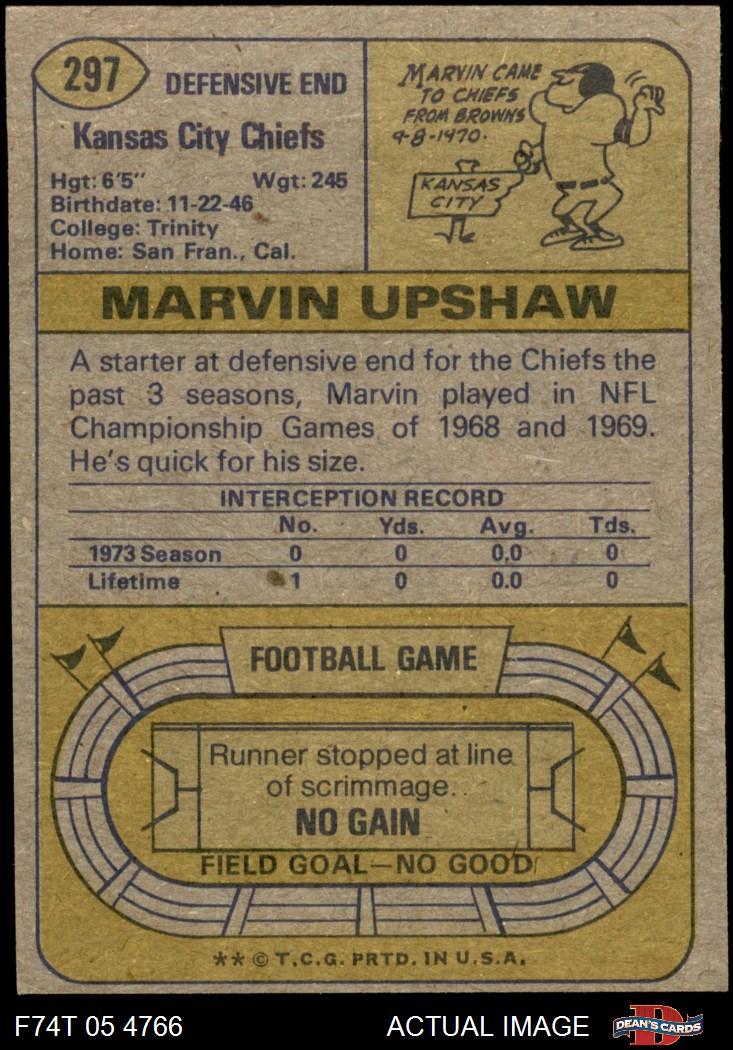 297
DEFENSIVE END
Kansas City Chiefs
Hgt: 6'5" Wgt: 245
Birthdate: 11-22-46
College: Trinity
Home: San Fran., Cal.
MARVIN CAME
TO CHIEFS
FROM BROWNS
9-8-1970.
KANSAS
CITY
MARVIN UPSHAW
A starter at defensive end for the Chiefs the
past 3 seasons, Marvin played in NFL
Championship Games of 1968 and 1969.
He's quick for his size.
INTERCEPTION RECORD
No. Yds. Avg. Tds.
1973 Season 0 0 0.0 0
Lifetime 1 0 0.0 0
FOOTBALL GAME
Runner stopped at line
of scrimmage..
NO GAIN
FIELD GOAL—NO GOOD
** © T.C.G. PRTD. IN U.S.A.
F74T 05 4766 ACTUAL IMAGE
D
DEAN'S CARDS